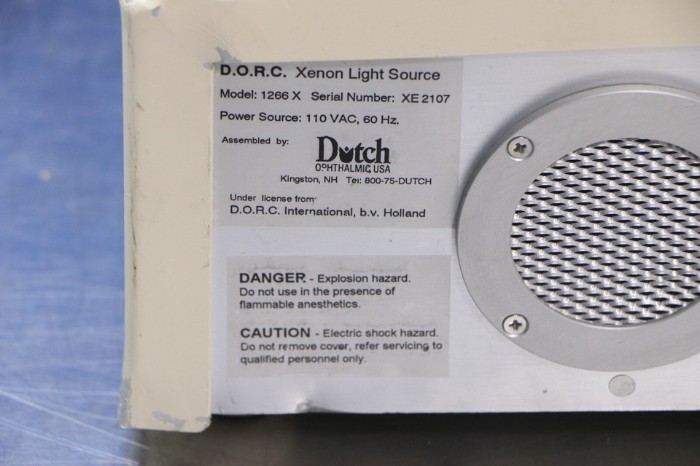 D.O.R.C. Xenon Light Source
Model: 1266 X Serial Number: XE 2107
Power Source: 110 VAC, 60 Hz.
Assembled by:
Dutch
OPHTHALMIC USA
Kingston, NH Tel: 800-75-DUTCH
Under license from
D.O.R.C. International, b.v. Holland
DANGER - Explosion hazard.
Do not use in the presence of
flammable anesthetics.
CAUTION - Electric shock hazard.
Do not remove cover, refer servicing to
qualified personnel only.